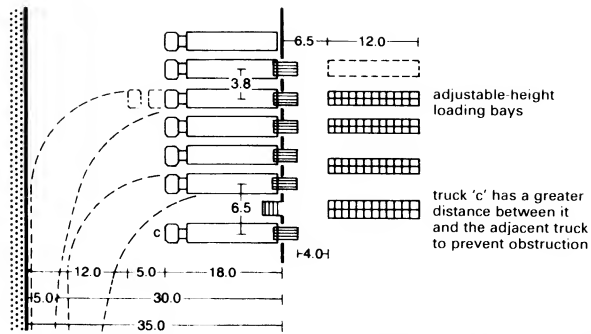 6.5
12.0
3.8
adjustable-height
loading bays
6.5
truck 'c' has a greater
distance between it
and the adjacent truck
to prevent obstruction
c
4.0
12.0
5.0
18.0
5.0
30.0
35.0